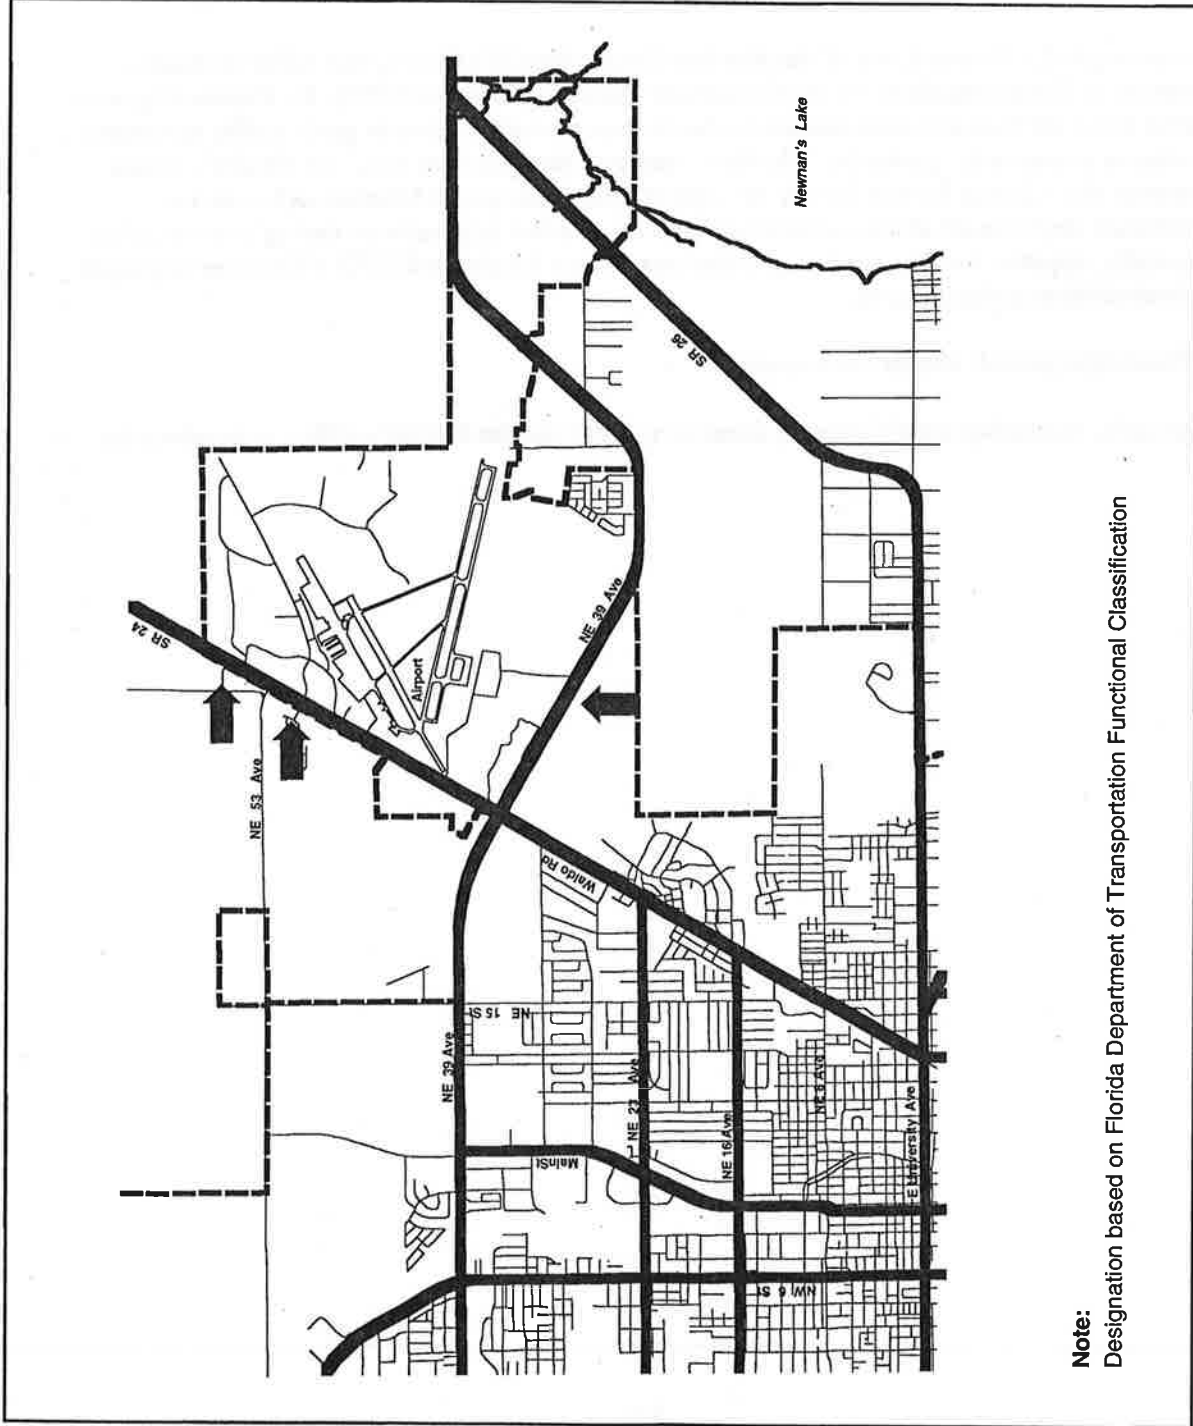 Newnan's Lake
SR 26
SR 24
NE 39 Ave
Airport
NE 53 Ave
Waldo Rd
NE 15 St
NE 39 Ave
NE 23 Ave
NE 16 Ave
NE 8 Ave
E University Ave
MainSt
NW 6 St
Note:
Designation based on Florida Department of Transportation Functional Classification